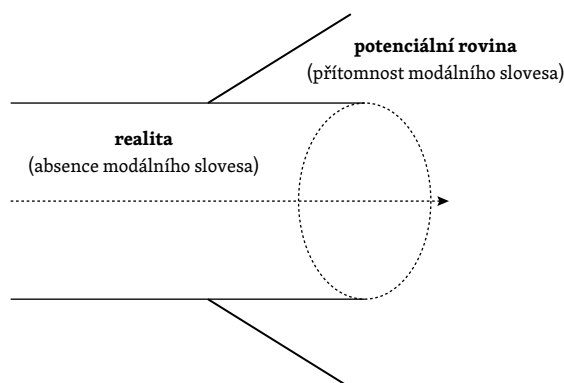 potenciální rovina
(přítomnost modálního slovesa)
realita
(absence modálního slovesa)